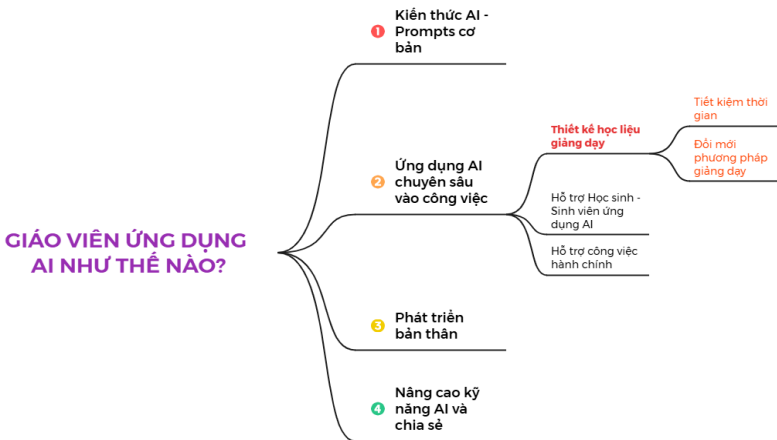 GIÁO VIÊN ỨNG DỤNG
AI NHƯ THẾ NÀO?
1
Kiến thức AI -
Prompts cơ
bản
2
Ứng dụng AI
chuyên sâu
vào công việc
Thiết kế học liệu
giảng dạy
Tiết kiệm thời
gian
Đổi mới
phương pháp
giảng dạy
Hỗ trợ Học sinh -
Sinh viên ứng
dụng AI
Hỗ trợ công việc
hành chính
3
Phát triển
bản thân
4
Nâng cao kỹ
năng AI và
chia sẻ